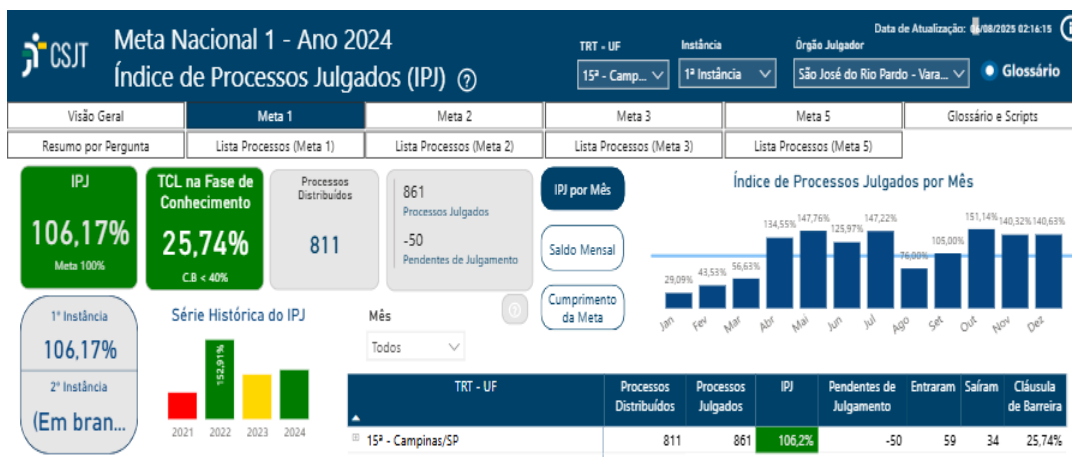 CSJT
Meta Nacional 1 - Ano 2024
Índice de Processos Julgados (IPJ) ?
Data de Atualização: 06/08/2025 02:16:15
TRT - UF
Instância
Órgão Julgador
15ª - Camp...
1ª Instância
São José do Rio Pardo - Vara...
Glossário
Visão Geral
Meta 1
Meta 2
Meta 3
Meta 5
Glossário e Scripts
Resumo por Pergunta
Lista Processos (Meta 1)
Lista Processos (Meta 2)
Lista Processos (Meta 3)
Lista Processos (Meta 5)
IPJ
106,17%
Meta 100%
TCL na Fase de
Conhecimento
25,74%
C.B < 40%
Processos
Distribuídos
811
861
Processos Julgados
-50
Pendentes de Julgamento
IPJ por Mês
Saldo Mensal
Cumprimento
da Meta
Índice de Processos Julgados por Mês
29,09% 43,53% 56,63% 134,55% 147,76% 125,97% 147,22% 76,00% 105,00% 151,14% 140,32% 140,63%
Jan Fev Mar Abr Mai Jun Jul Ago Set Out Nov Dez
1ª Instância
106,17%
2ª Instância
(Em bran...
Série Histórica do IPJ
152,91%
2021 2022 2023 2024
Mês
?
Todos
TRT - UF Processos Distribuídos Processos Julgados IPJ Pendentes de Julgamento Entraram Saíram Cláusula de Barreira
15ª - Campinas/SP 811 861 106,2% -50 59 34 25,74%